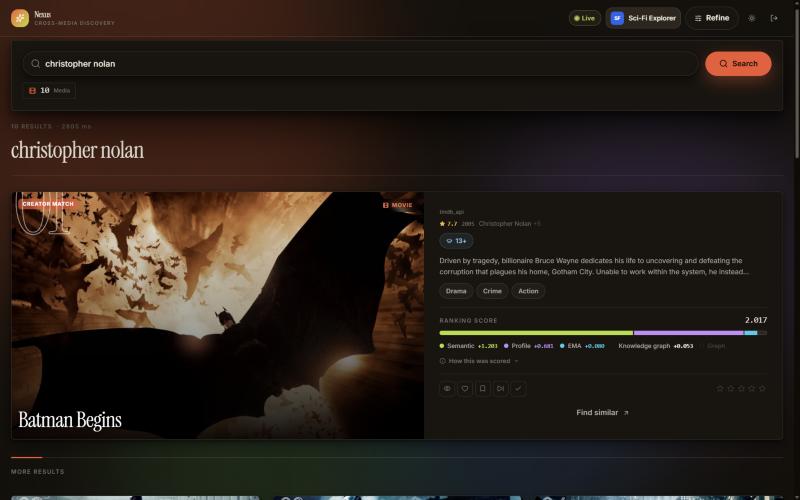 Nexus
CROSS-MEDIA DISCOVERY
Live
SF Sci-Fi Explorer
Refine
christopher nolan
Search
10 Media
10 RESULTS · 2805 ms
christopher nolan
01
CREATOR MATCH
MOVIE
Batman Begins
imdb_api
7.7 2005 Christopher Nolan +5
13+
Driven by tragedy, billionaire Bruce Wayne dedicates his life to uncovering and defeating the
corruption that plagues his home, Gotham City. Unable to work within the system, he instead...
Drama Crime Action
RANKING SCORE 2.017
Semantic +1.203 Profile +0.681 EMA +0.080 Knowledge graph +0.053 Graph
How this was scored
Find similar
MORE RESULTS